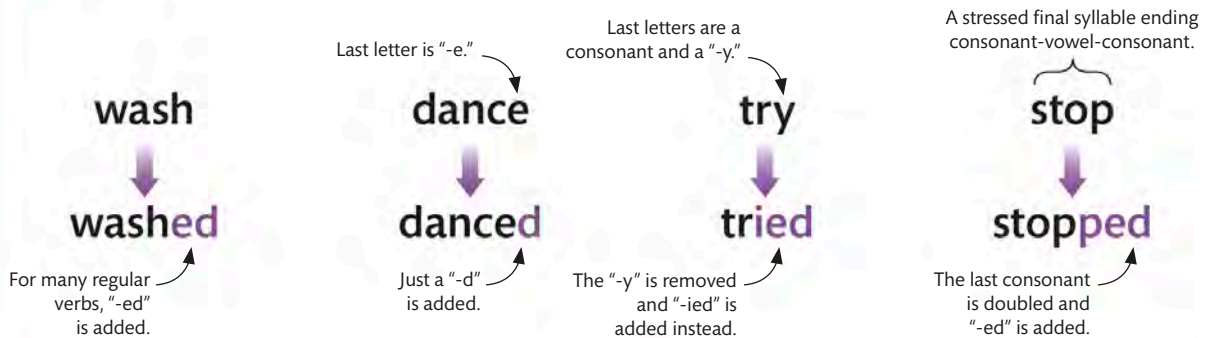 wash
washed
For many regular
verbs, “-ed”
is added.
Last letter is “-e.”
dance
danced
Just a “-d”
is added.
Last letters are a
consonant and a “-y.”
try
tried
The “-y” is removed
and “-ied” is
added instead.
A stressed final syllable ending
consonant-vowel-consonant.
stop
stopped
The last consonant
is doubled and
“-ed” is added.